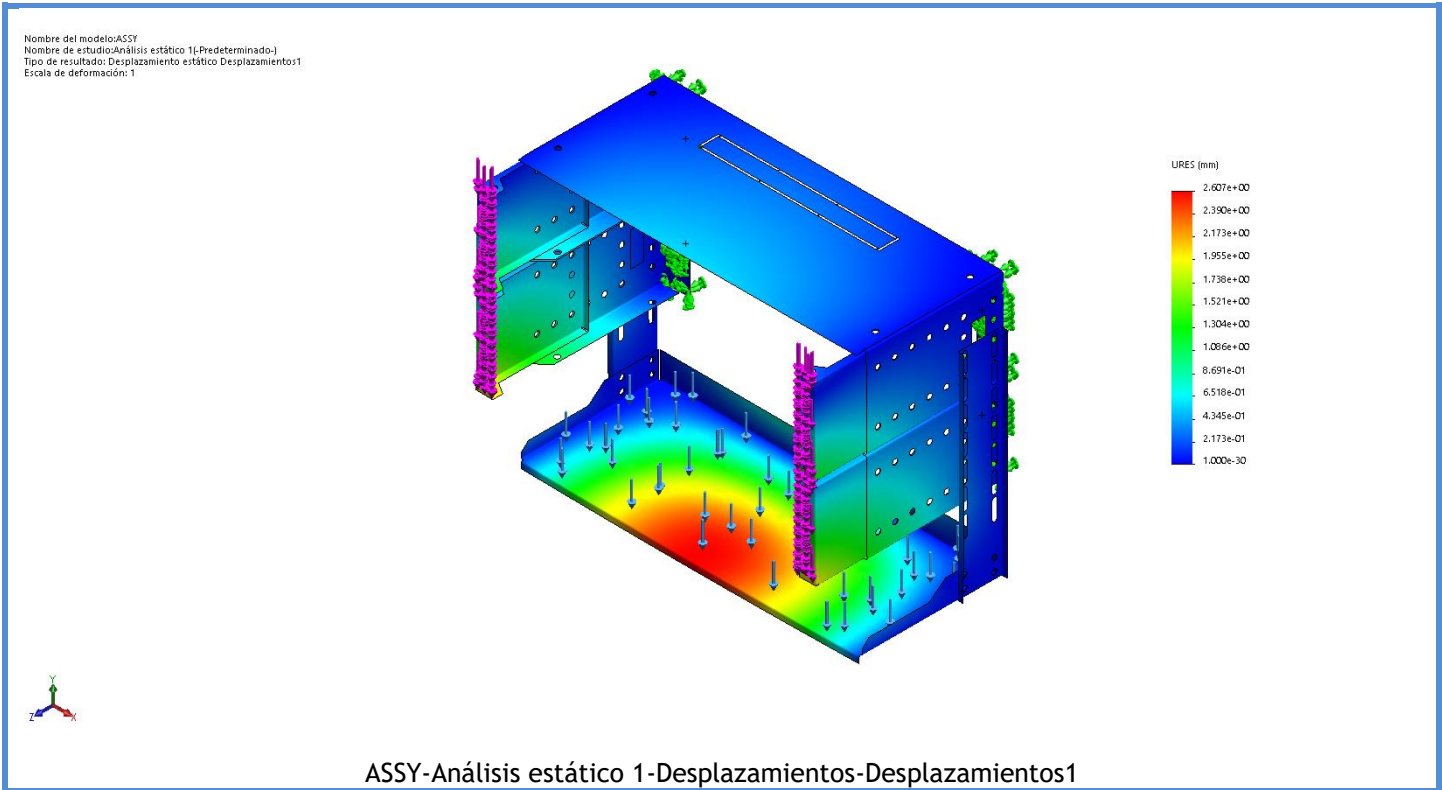 Nombre del modelo:ASSY
Nombre de estudio:Análisis estático 1(-Predeterminado-)
Tipo de resultado: Desplazamiento estático Desplazamientos1
Escala de deformación: 1
URES (mm)
2.607e+00
2.390e+00
2.173e+00
1.955e+00
1.738e+00
1.521e+00
1.304e+00
1.086e+00
8.691e-01
6.518e-01
4.345e-01
2.173e-01
1.000e-30
Y
Z
X
ASSY-Análisis estático 1-Desplazamientos-Desplazamientos1